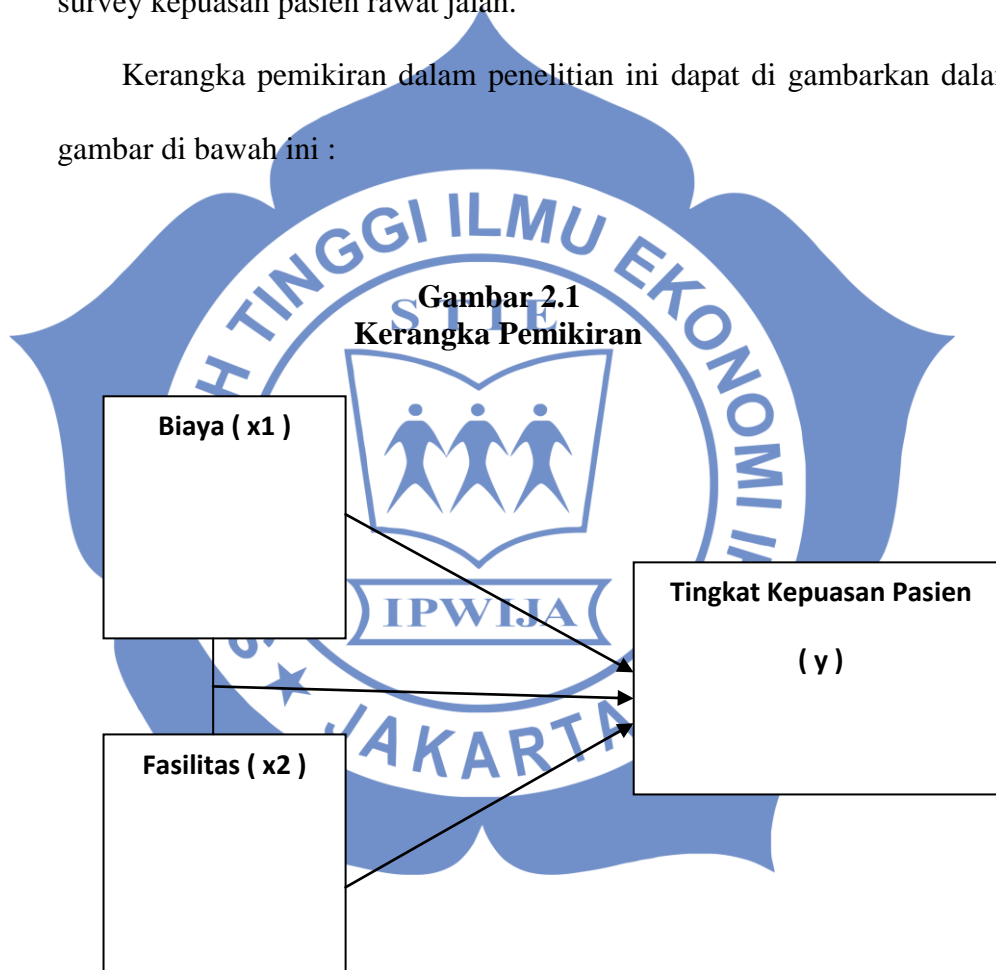 survey kepuasan pasien rawat jalan.
Kerangka pemikiran dalam penelitian ini dapat di gambarkan dalam
gambar di bawah ini :
TINGGI ILMU EKONOMI
STIE
Gambar 2.1
Kerangka Pemikiran
Biaya ( x1 )
IPWIJA
Tingkat Kepuasan Pasien
( y )
JAKARTA
Fasilitas ( x2 )